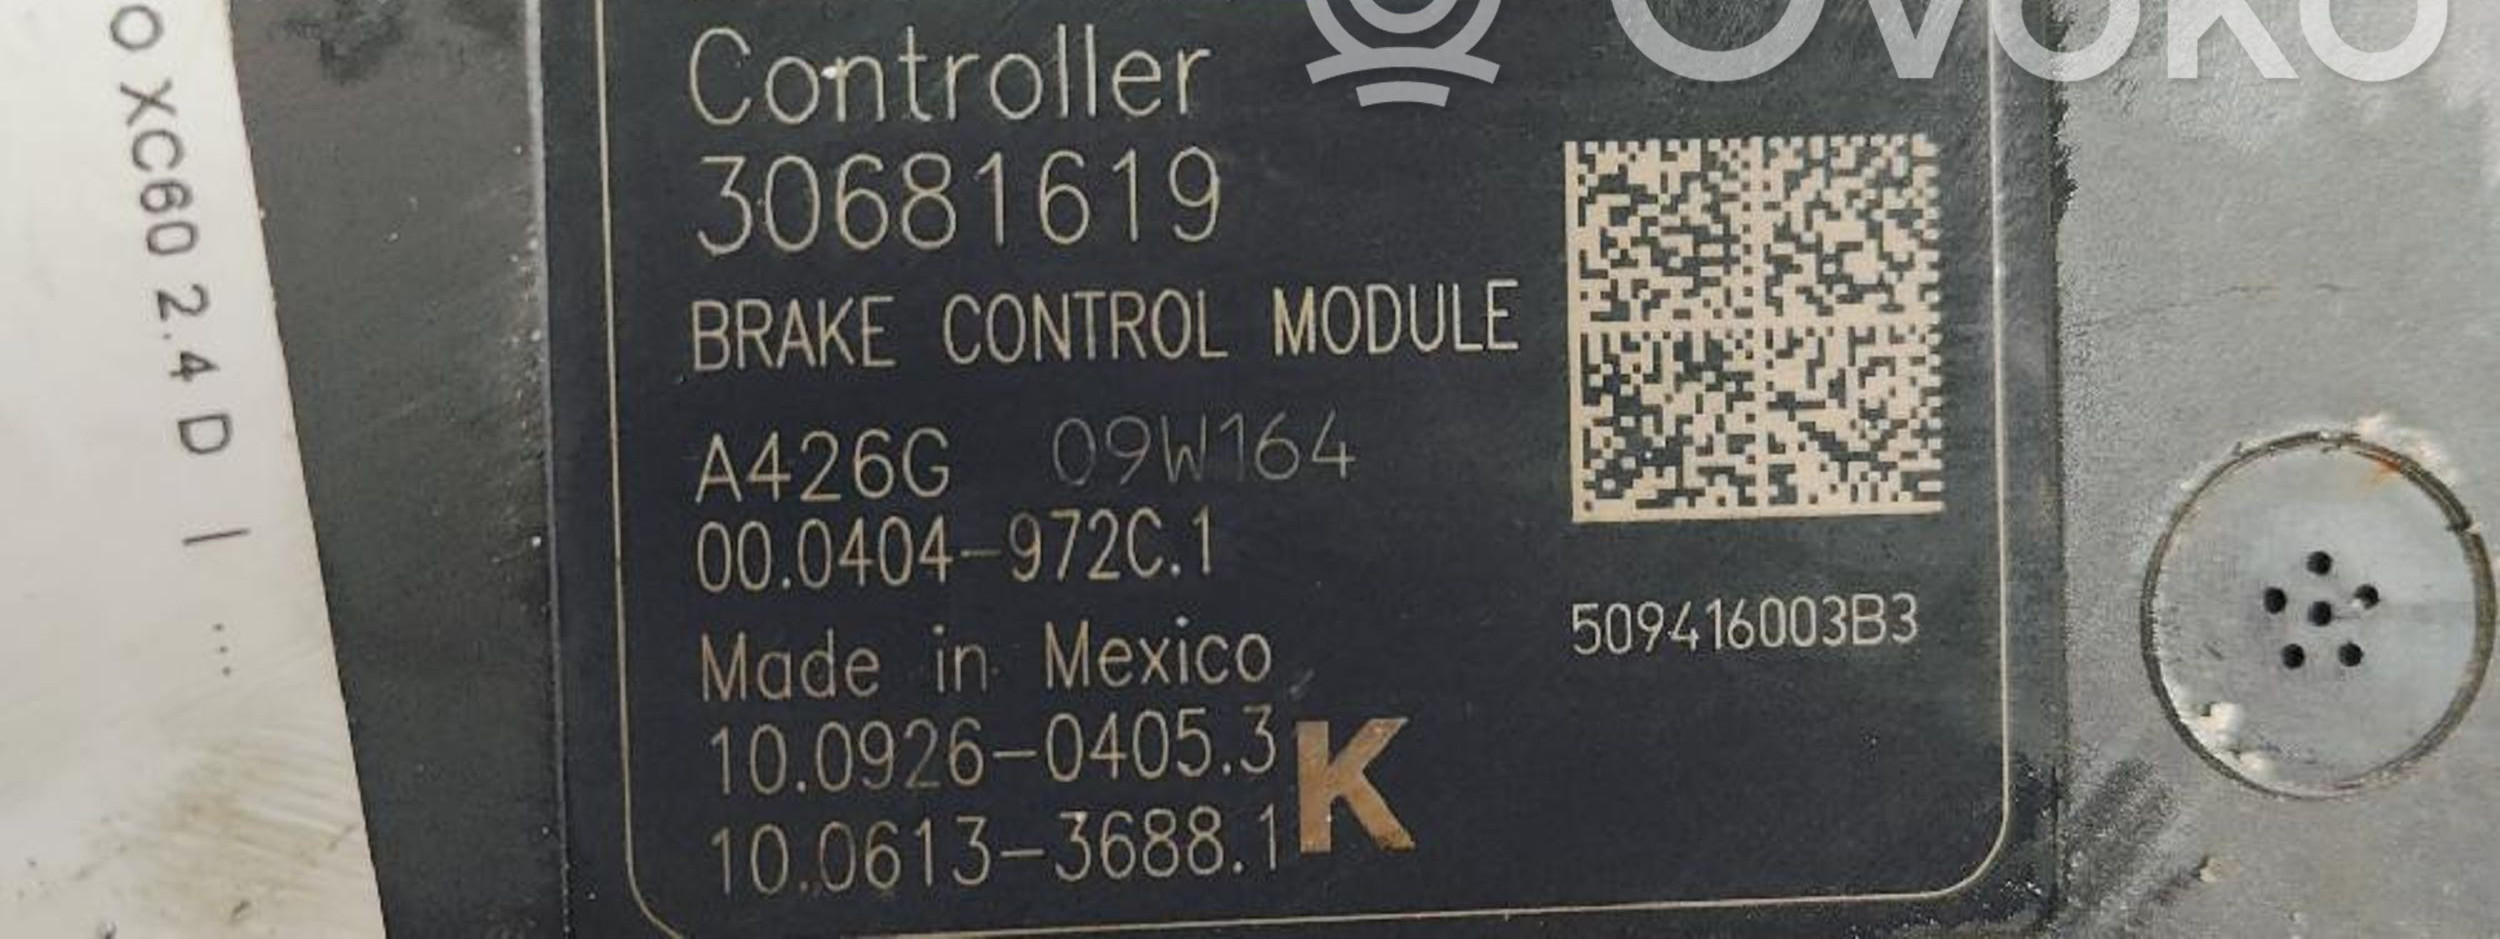 OVOKO
O XC60 2.4 D | ...
Controller
30681619
BRAKE CONTROL MODULE
A426G 09W164
00.0404-972C.1
509416003B3
Made in Mexico
10.0926-0405.3
10.0613-3688.1
K